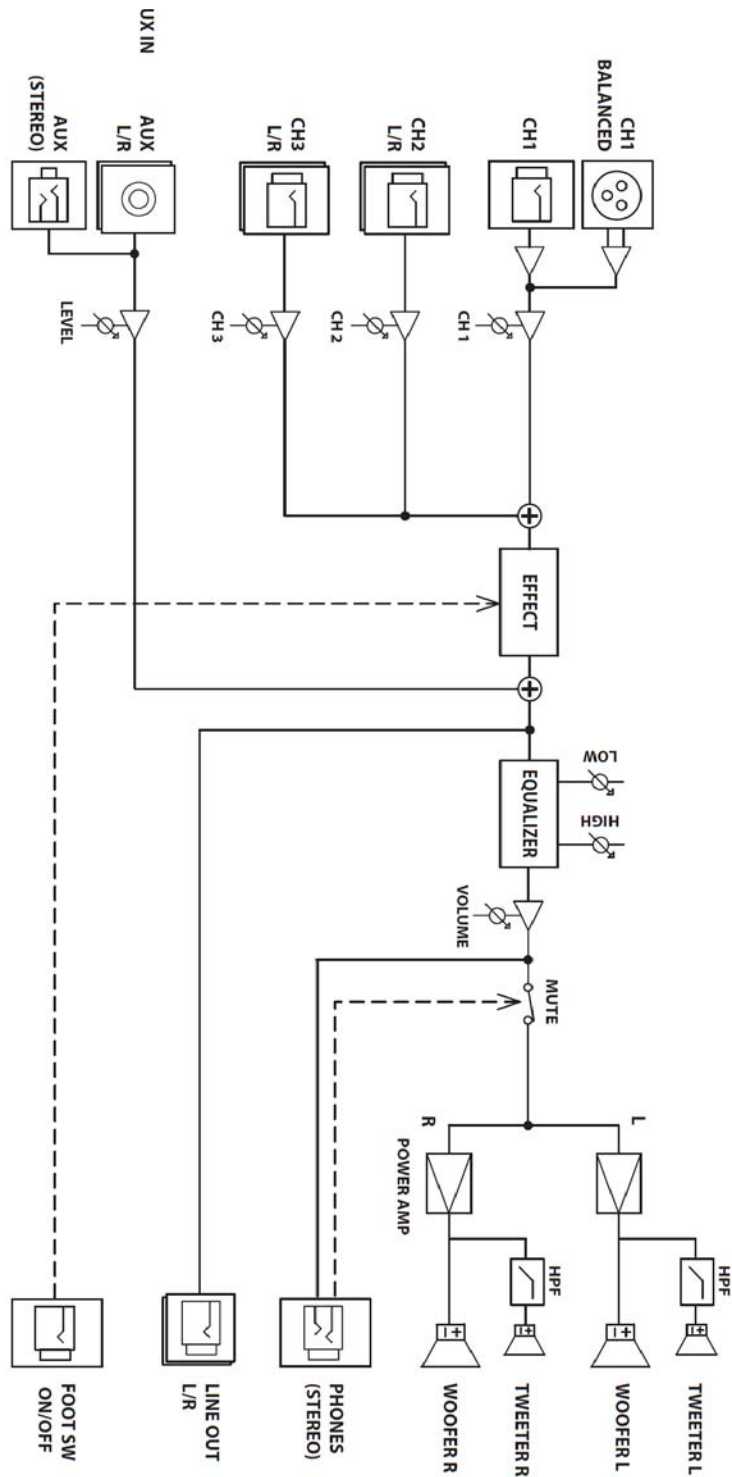 CH1
BALANCED
CH1
CH2
L/R
CH3
L/R
UX IN
AUX
L/R
AUX
(STEREO)
CH 1
CH 2
CH 3
LEVEL
EFFECT
LOW
HIGH
EQUALIZER
VOLUME
MUTE
L
R
POWER AMP
HPF
HPF
TWEETER L
WOOFER L
TWEETER R
WOOFER R
PHONES
(STEREO)
LINE OUT
L/R
FOOT SW
ON/OFF